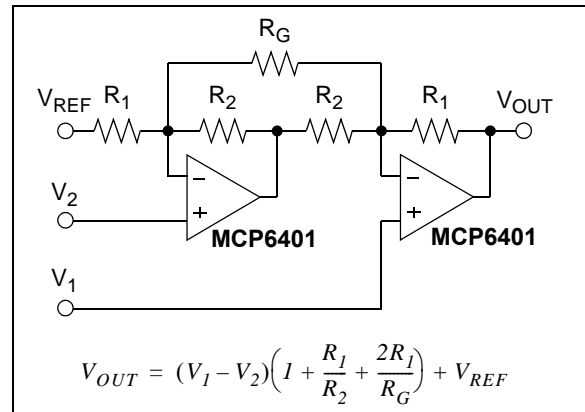 R_G
V_REF R_1 R_2 R_2 R_1 V_OUT
V_2
− +
− +
MCP6401 MCP6401
V_1
V_OUT = (V_1 − V_2)(1 + R_1/R_2 + 2R_1/R_G) + V_REF